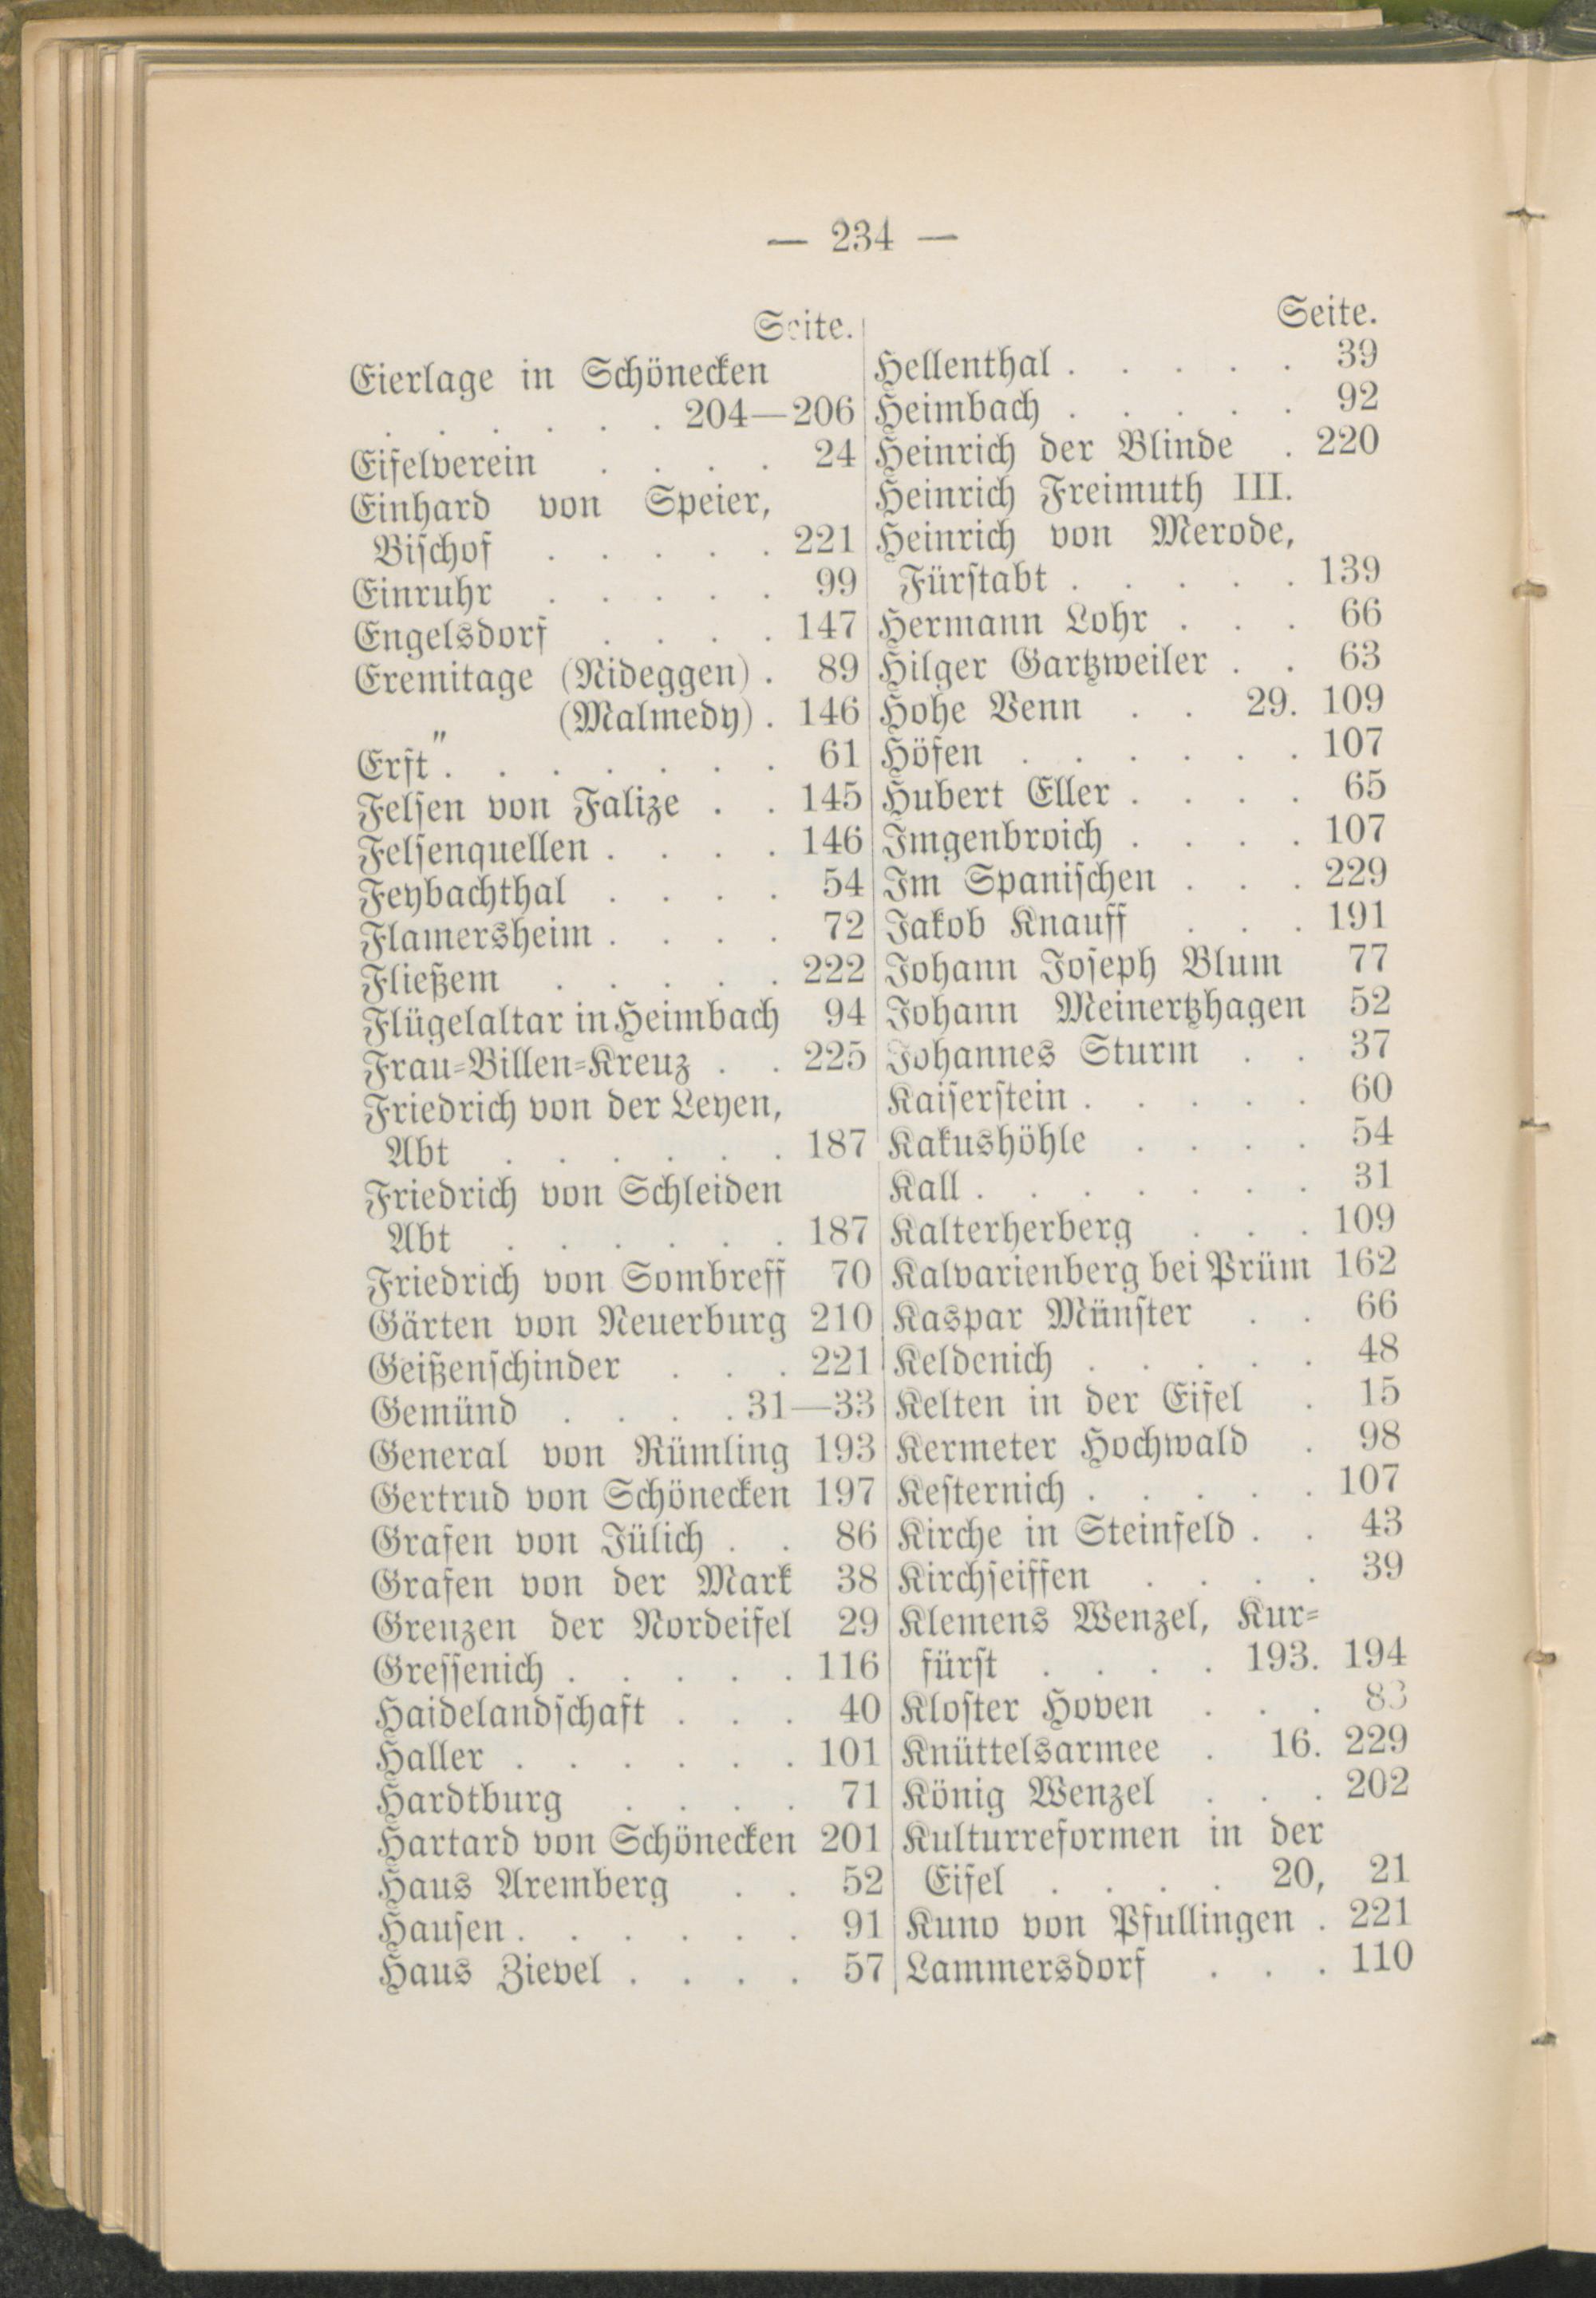 — 234 —
Seite.
Eierlage in Schönecken
. . . . . . 204—206
Eifelverein . . . . 24
Einhard von Speier,
Bischof . . . . . 221
Einruhr . . . . . 99
Engelsdorf . . . . 147
Eremitage (Nideggen) . 89
" (Malmedy) . 146
Erft . . . . . . . 61
Felsen von Falize . . 145
Felsenquellen . . . . 146
Feybachthal . . . . 54
Flamersheim . . . . 72
Fließem . . . . . 222
Flügelaltar in Heimbach 94
Frau-Billen-Kreuz . . 225
Friedrich von der Leyen,
Abt . . . . . . 187
Friedrich von Schleiden
Abt . . . . . . 187
Friedrich von Sombreff 70
Gärten von Neuerburg 210
Geißenschinder . . . 221
Gemünd . . . . 31—33
General von Rümling 193
Gertrud von Schönecken 197
Grafen von Jülich . . 86
Grafen von der Mark 38
Grenzen der Nordeifel 29
Gressenich . . . . . 116
Haidelandschaft . . . 40
Haller . . . . . . 101
Hardtburg . . . . 71
Hartard von Schönecken 201
Haus Aremberg . . 52
Hausen . . . . . . 91
Haus Zievel . . . . 57
Seite.
Hellenthal . . . . . 39
Heimbach . . . . . 92
Heinrich der Blinde . 220
Heinrich Freimuth III.
Heinrich von Merode,
Fürstabt . . . . . 139
Hermann Lohr . . . 66
Hilger Gartzweiler . . 63
Hohe Venn . . 29. 109
Höfen . . . . . . 107
Hubert Eller . . . . 65
Imgenbroich . . . . 107
Im Spanischen . . . 229
Jakob Knauff . . . 191
Johann Joseph Blum 77
Johann Meinertzhagen 52
Johannes Sturm . . 37
Kaiserstein . . . . . 60
Kakushöhle . . . . 54
Kall . . . . . . . 31
Kalterherberg . . . 109
Kalvarienberg bei Prüm 162
Kaspar Münster . . 66
Keldenich . . . . . 48
Kelten in der Eifel . 15
Kermeter Hochwald . 98
Kesternich . . . . . 107
Kirche in Steinfeld . . 43
Kirchseiffen . . . . 39
Klemens Wenzel, Kur-
fürst . . . . 193. 194
Kloster Hoven . . . 83
Knüttelsarmee . 16. 229
König Wenzel . . . 202
Kulturreformen in der
Eifel . . . . 20, 21
Kuno von Pfullingen . 221
Lammersdorf . . . 110